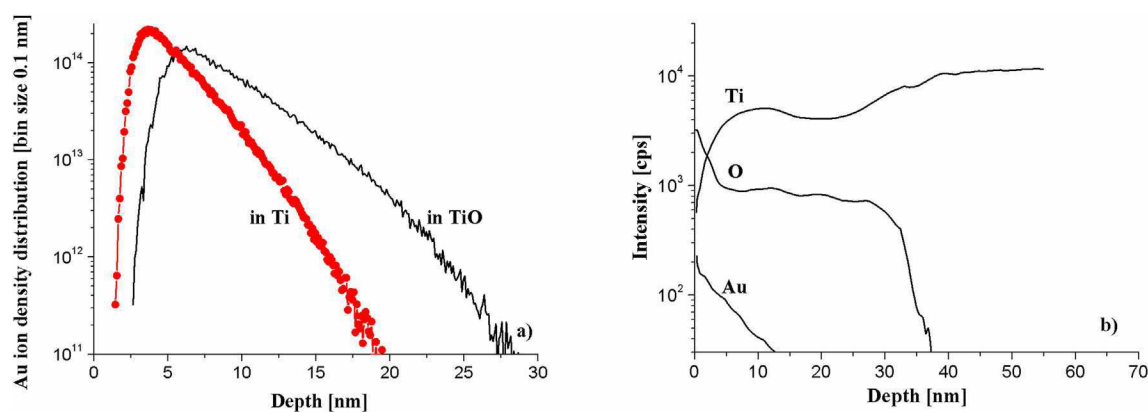 Au ion density distribution [bin size 0.1 nm]
10^14
10^13
10^12
10^11
in Ti
in TiO
a)
0 5 10 15 20 25 30
Depth [nm]
Intensity [cps]
10^4
10^3
10^2
Ti
O
Au
b)
0 10 20 30 40 50 60 70
Depth [nm]